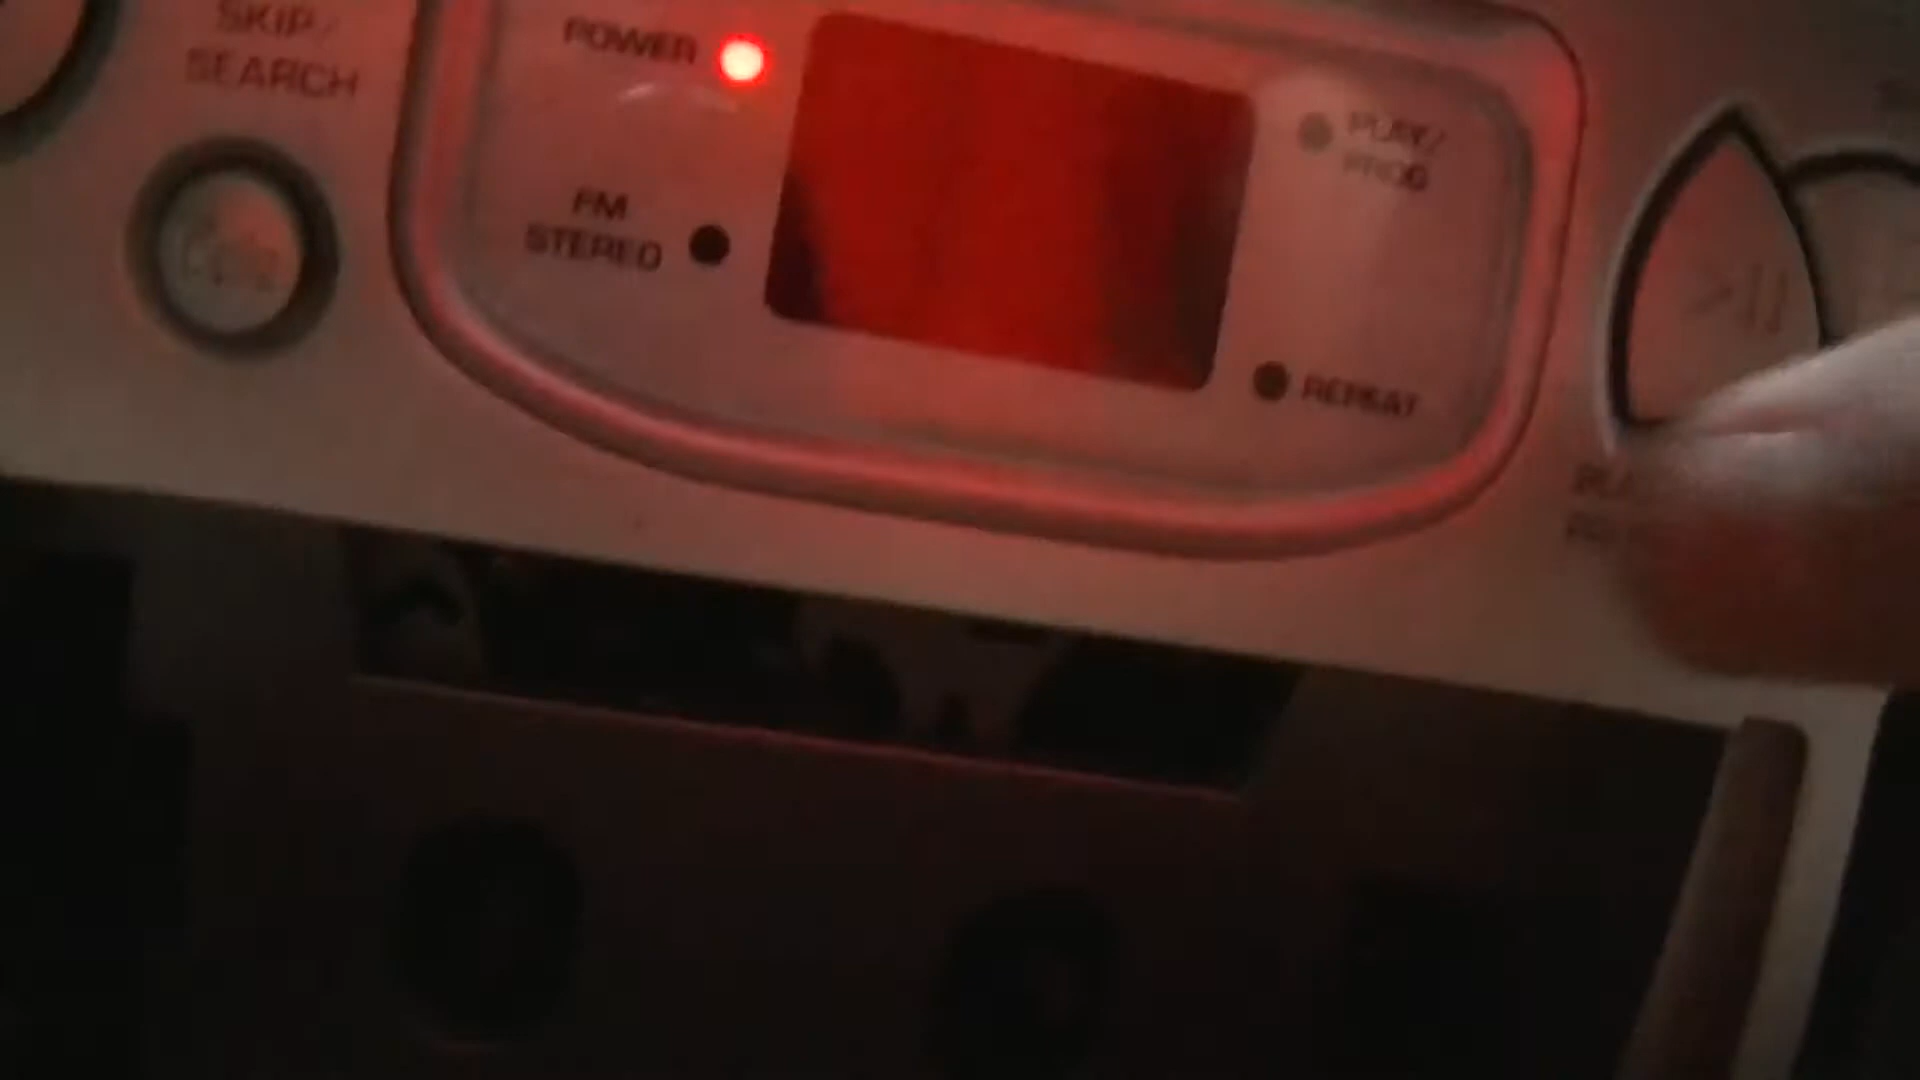 SKIP/
SEARCH
POWER
FM
STEREO
PLAY/
PROG
REPEAT